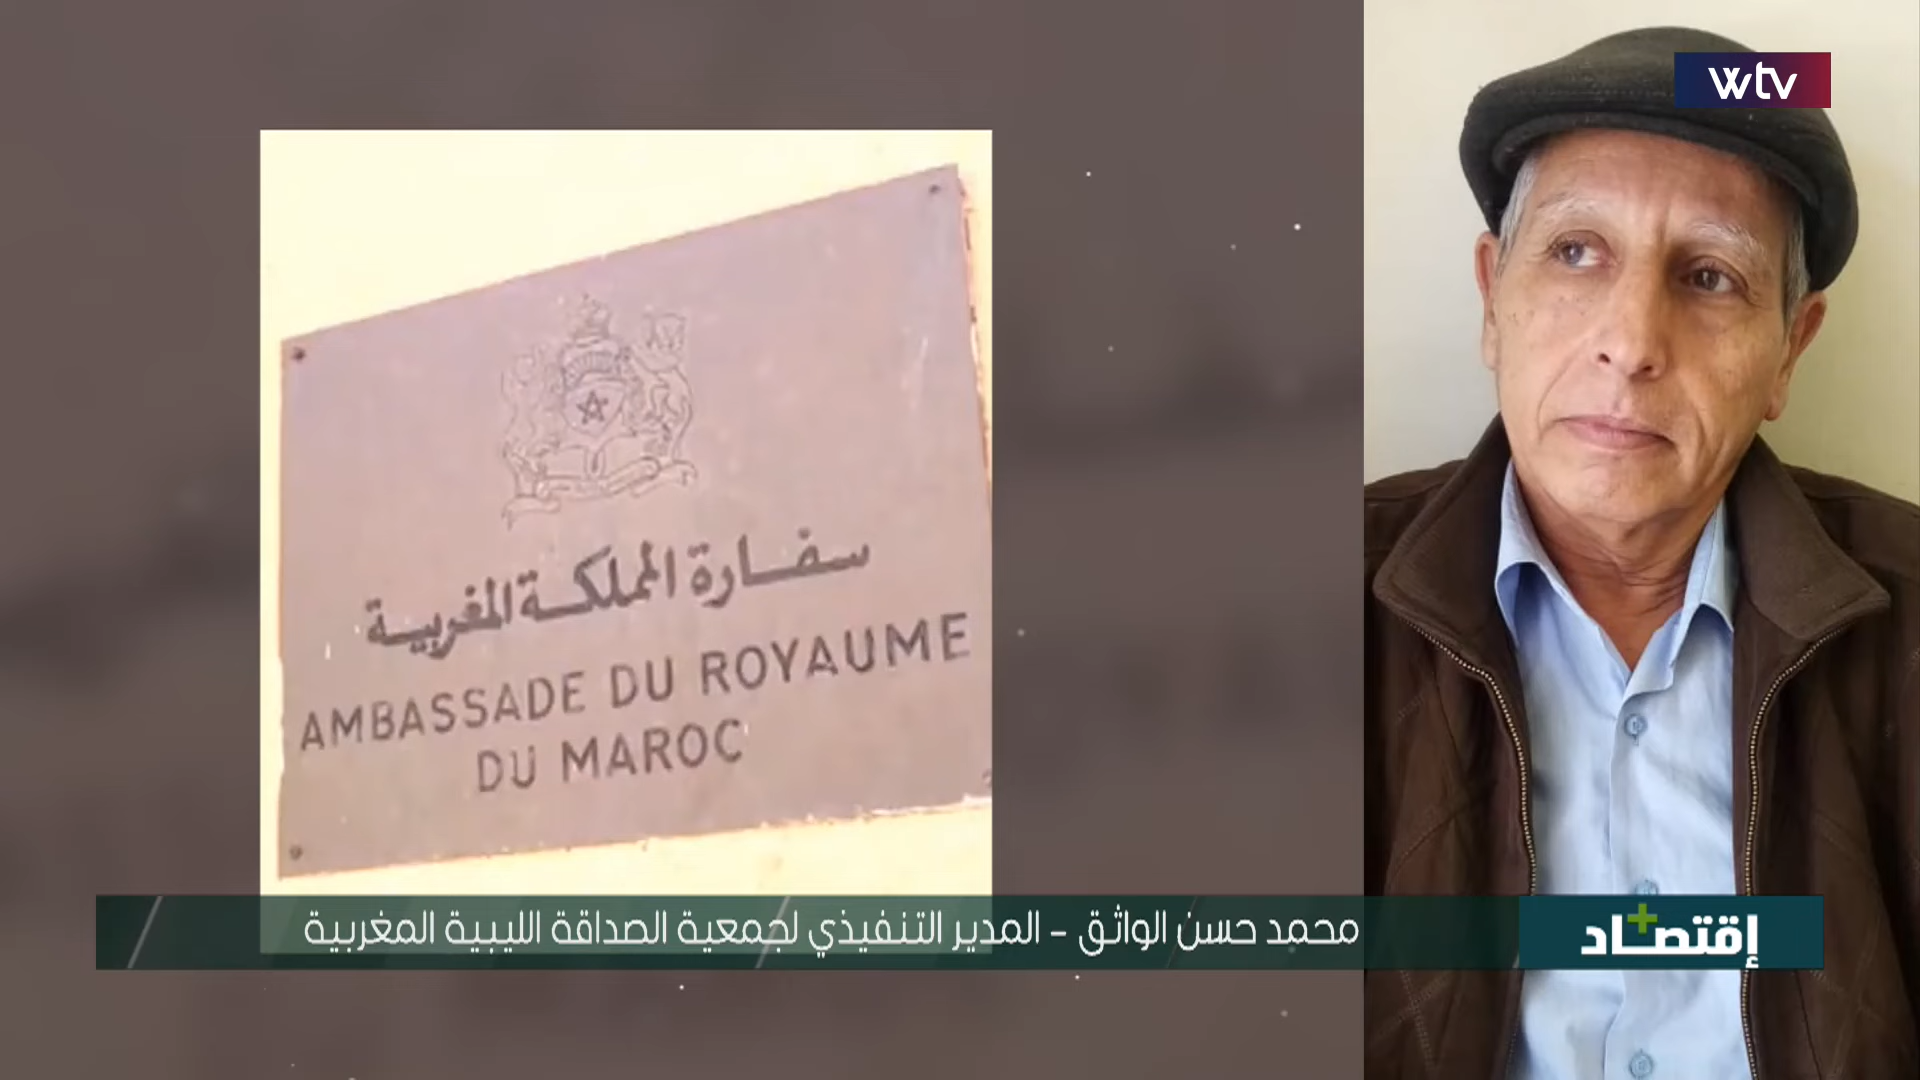 wtv
سفارة المملكة المغربية
AMBASSADE DU ROYAUME
DU MAROC
محمد حسن الواثق - المدير التنفيذي لجمعية الصداقة الليبية المغربية
إقتصاد+